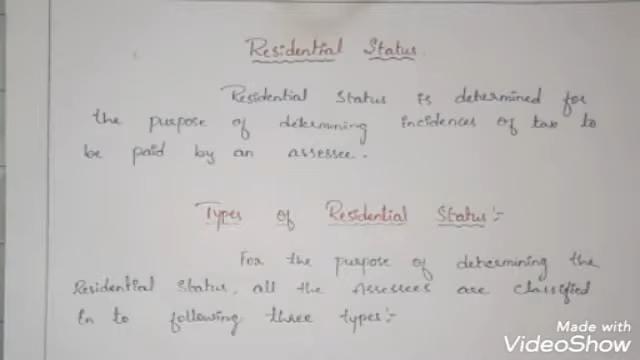 Residential Status
Residential Status is determined for
the purpose of determining incidences of tax to
be paid by an assessee.
Types of Residential Status :-
For the purpose of determining the
Residential Status, all the Assessees are classified
In to following three types :-
Made with
VideoShow